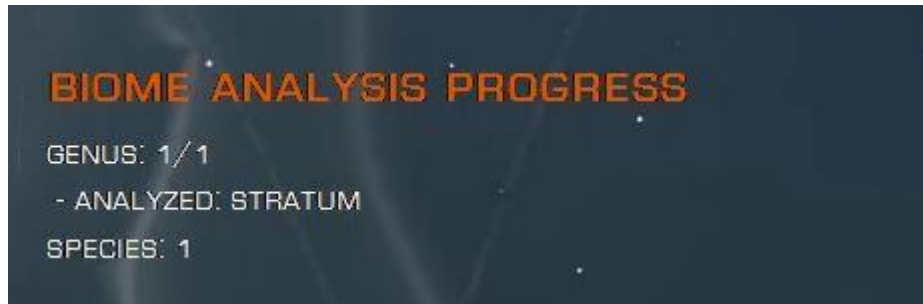 BIOME ANALYSIS PROGRESS
GENUS: 1/1
- ANALYZED: STRATUM
SPECIES: 1